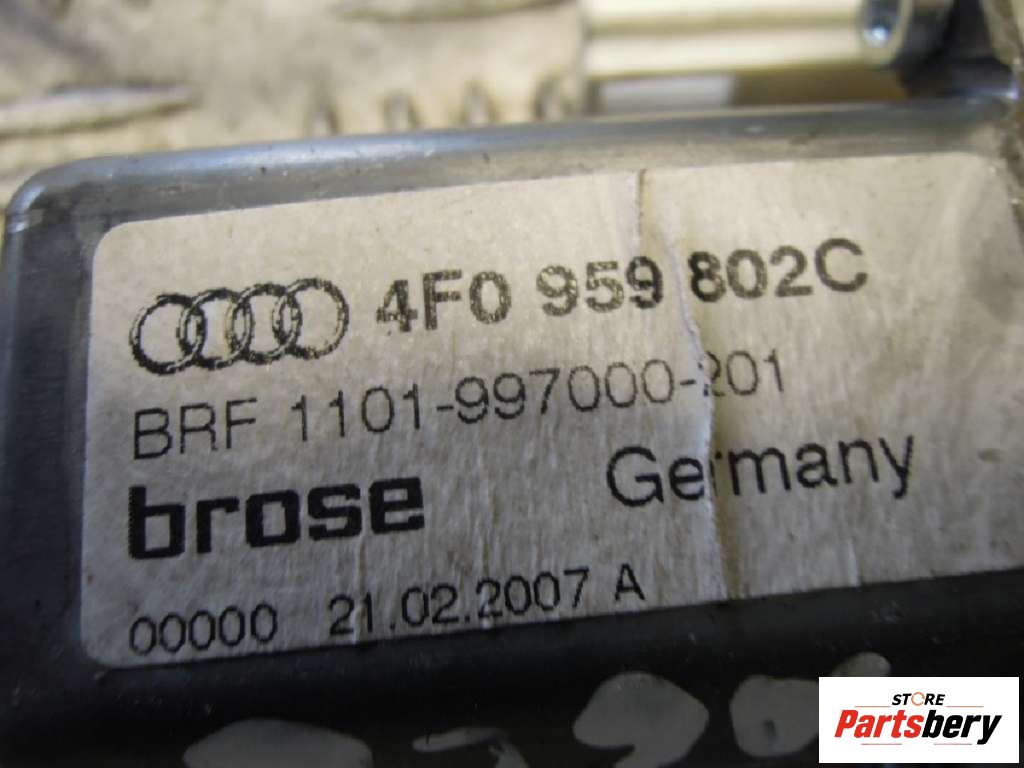 4F0 959 802C
BRF 1101-997000-201
brose Germany
00000 21.02.2007 A
STORE
Partsbery